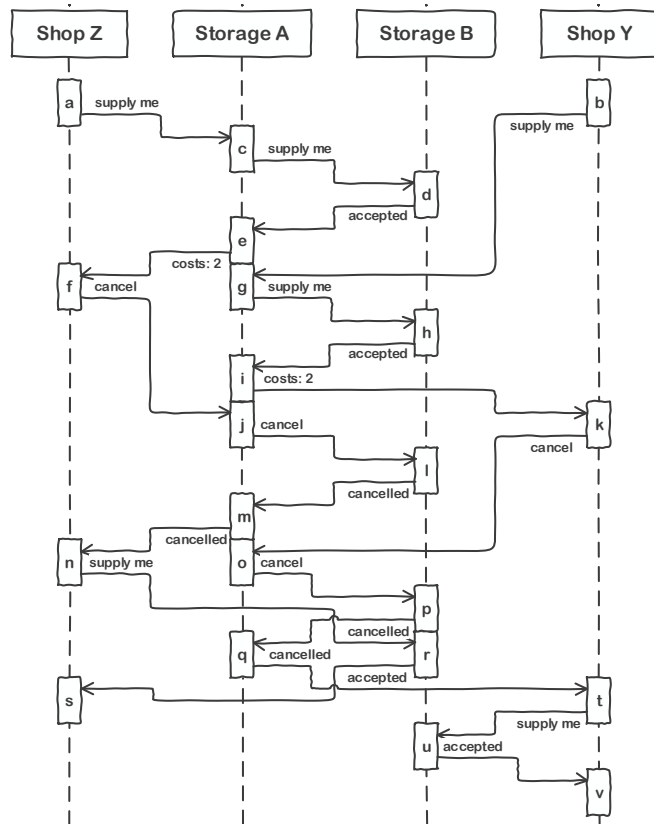 Shop Z Storage A Storage B Shop Y
a supply me b
supply me
c supply me
d
accepted
e
costs: 2
f cancel g supply me
h
accepted
i costs: 2
j cancel k
cancel
l
cancelled
m
cancelled
n supply me o cancel
p
cancelled
q cancelled r
accepted
s t
supply me
u accepted
v